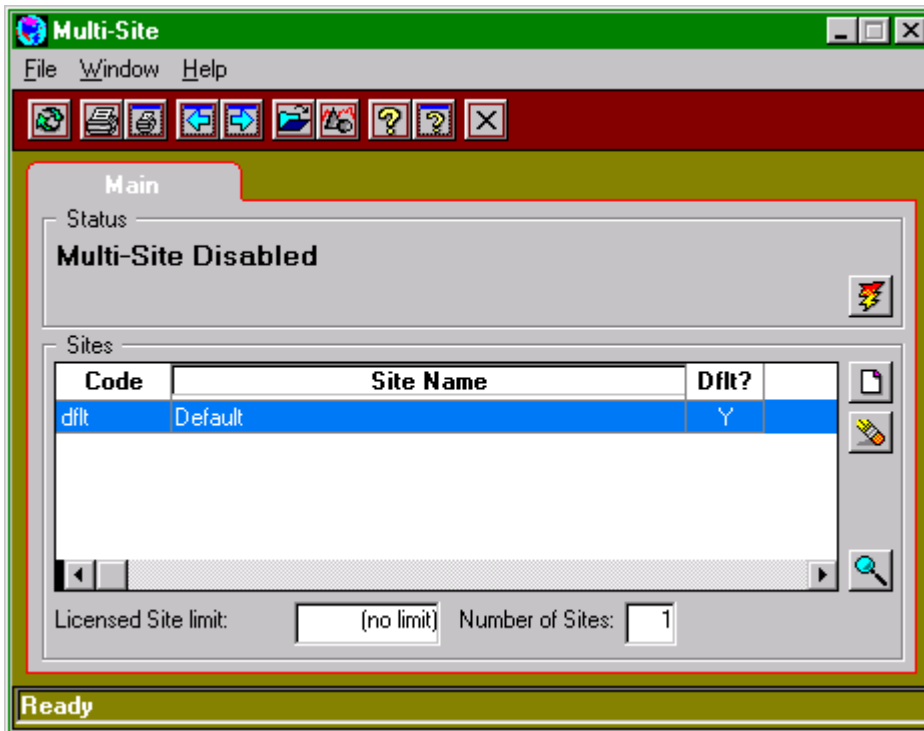 Multi-Site
File Window Help
Main
Status
Multi-Site Disabled
Sites
Code Site Name Dflt?
dflt Default Y
Licensed Site limit: (no limit) Number of Sites: 1
Ready